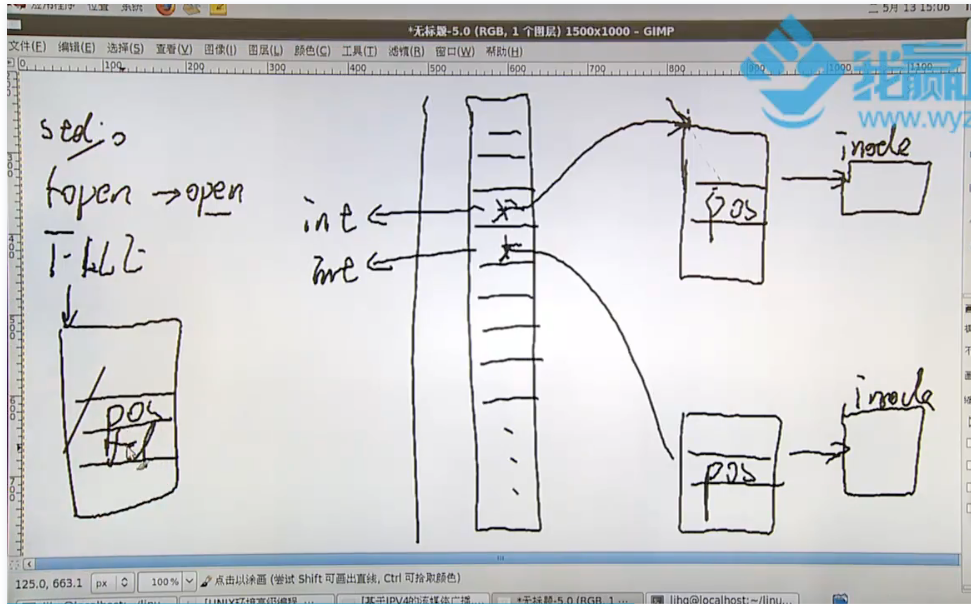 应用程序 位置 系统
二 5月 13 15:06
*无标题-5.0 (RGB, 1 个图层) 1500x1000 – GIMP
文件(F) 编辑(E) 选择(S) 查看(V) 图像(I) 图层(L) 颜色(C) 工具(T) 滤镜(R) 窗口(W) 帮助(H)
0 100 200 300 400 500 600 700 800 900 1000 1100
我赢
www.wyz
stdio
fopen → open
FILE
pos
fd
int
int
pos
inode
pos
inode
125.0, 663.1 px 100% 点击以涂画 (尝试 Shift 可画出直线, Ctrl 可拾取颜色)
[UNIX环境高级编程
[基于IPV4的流媒体广播
*无标题-5.0 (RGB, 1 ...
lihq@localhost:~/linu...